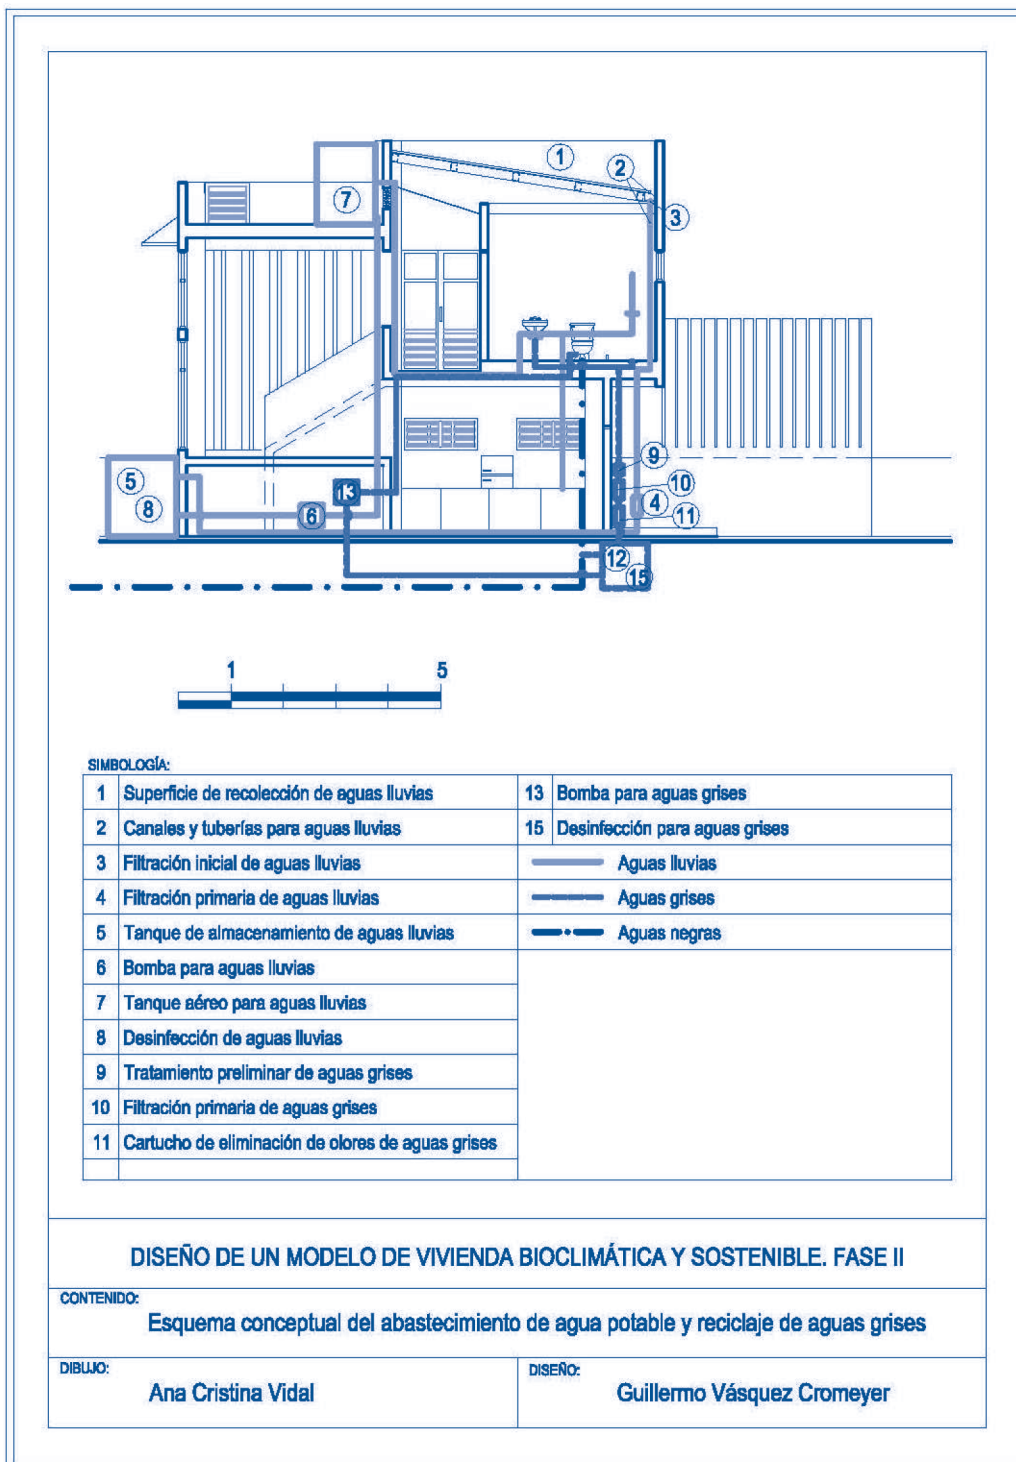 1
2
7
3
5
8
13
6
9
10
4
11
12
15
1 5
SIMBOLOGÍA:
1 Superficie de recolección de aguas lluvias
2 Canales y tuberías para aguas lluvias
3 Filtración inicial de aguas lluvias
4 Filtración primaria de aguas lluvias
5 Tanque de almacenamiento de aguas lluvias
6 Bomba para aguas lluvias
7 Tanque aéreo para aguas lluvias
8 Desinfección de aguas lluvias
9 Tratamiento preliminar de aguas grises
10 Filtración primaria de aguas grises
11 Cartucho de eliminación de olores de aguas grises
13 Bomba para aguas grises
15 Desinfección para aguas grises
Aguas lluvias
Aguas grises
Aguas negras
DISEÑO DE UN MODELO DE VIVIENDA BIOCLIMÁTICA Y SOSTENIBLE. FASE II
CONTENIDO:
Esquema conceptual del abastecimiento de agua potable y reciclaje de aguas grises
DIBUJO:
Ana Cristina Vidal
DISEÑO:
Guillermo Vásquez Cromeyer